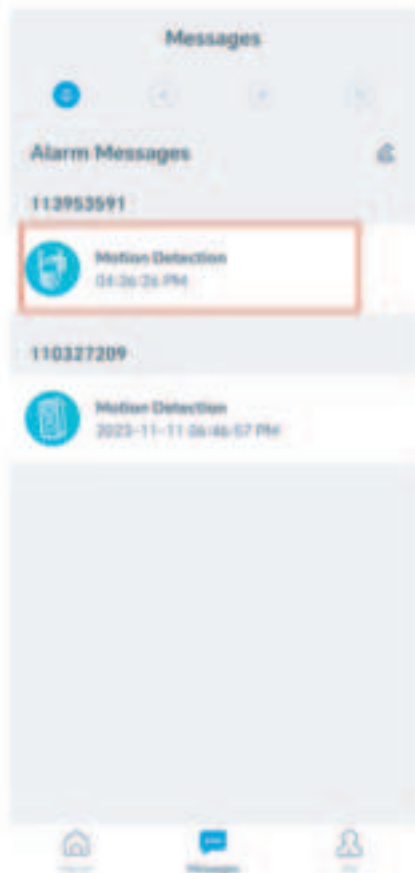 Messages
Alarm Messages
113953591
Motion Detection
04:36:26 PM
110327209
Motion Detection
2023-11-11 06:46:57 PM
Messages